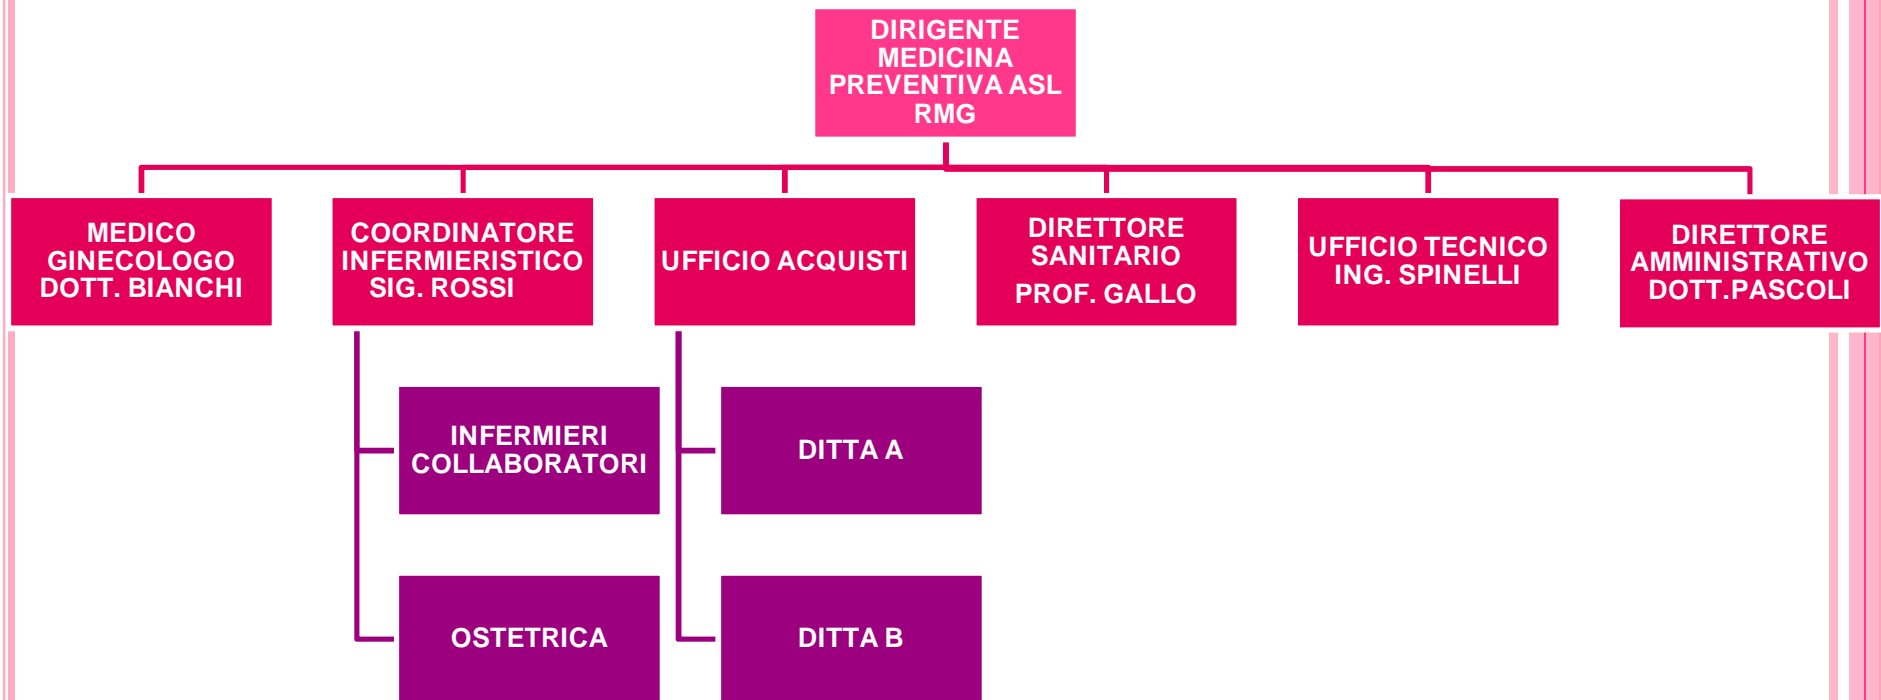 DIRIGENTE
MEDICINA
PREVENTIVA ASL
RMG
MEDICO
GINECOLOGO
DOTT. BIANCHI
COORDINATORE
INFERMIERISTICO
SIG. ROSSI
UFFICIO ACQUISTI
DIRETTORE
SANITARIO
PROF. GALLO
UFFICIO TECNICO
ING. SPINELLI
DIRETTORE
AMMINISTRATIVO
DOTT.PASCOLI
INFERMIERI
COLLABORATORI
DITTA A
OSTETRICA
DITTA B